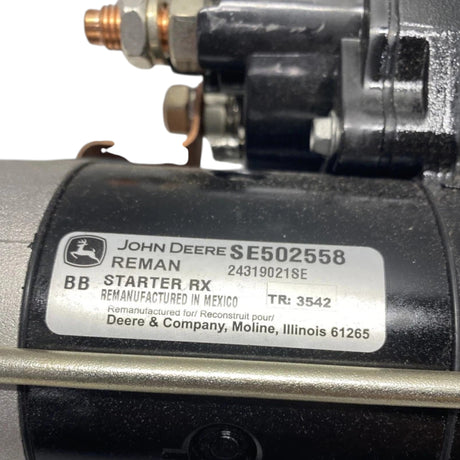 JOHN DEERE SE502558
REMAN 24319021SE
BB STARTER RX
REMANUFACTURED IN MEXICO TR: 3542
Remanufactured for/ Reconstruit pour/
Deere & Company, Moline, Illinois 61265